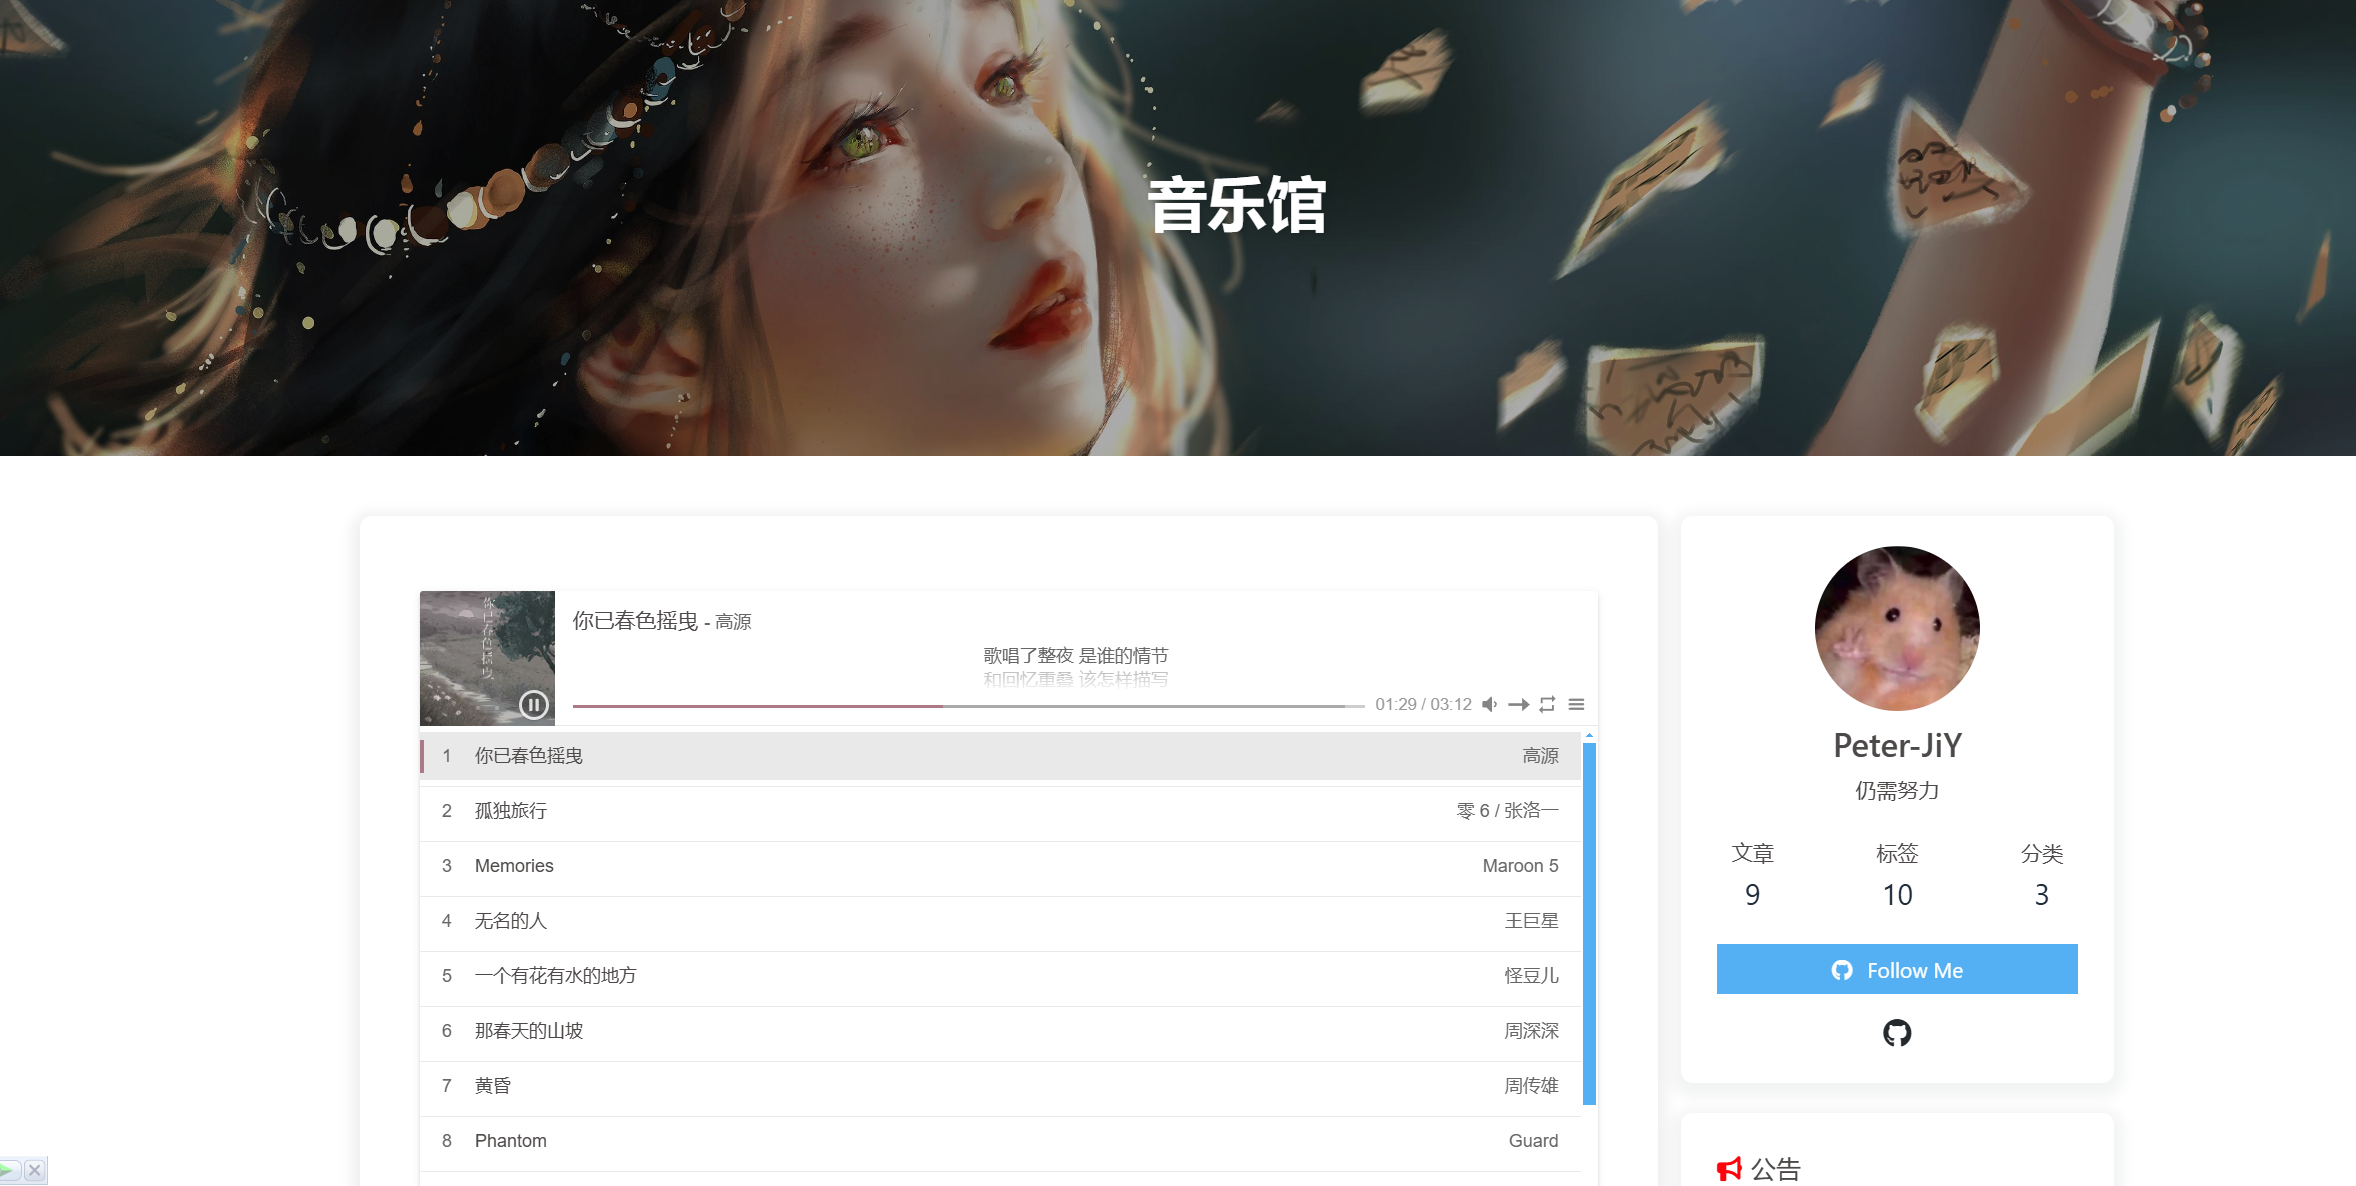 音乐馆
你已春色摇曳 - 高源
歌唱了整夜 是谁的情节
和回忆重叠 该怎样描写
01:29 / 03:12
1 你已春色摇曳 高源
2 孤独旅行 零 6 / 张洛一
3 Memories Maroon 5
4 无名的人 王巨星
5 一个有花有水的地方 怪豆儿
6 那春天的山坡 周深深
7 黄昏 周传雄
8 Phantom Guard
Peter-JiY
仍需努力
文章 标签 分类
9 10 3
Follow Me
公告